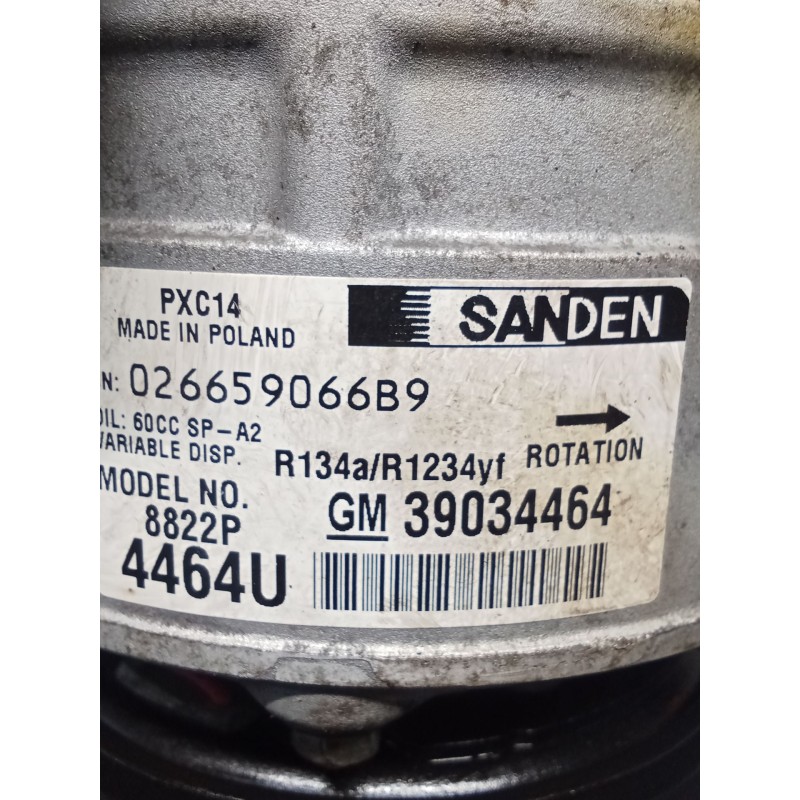 PXC14
MADE IN POLAND
SANDEN
N: 026659066B9
OIL: 60CC SP-A2
VARIABLE DISP.
R134a/R1234yf
ROTATION
MODEL NO.
8822P
GM 39034464
4464U